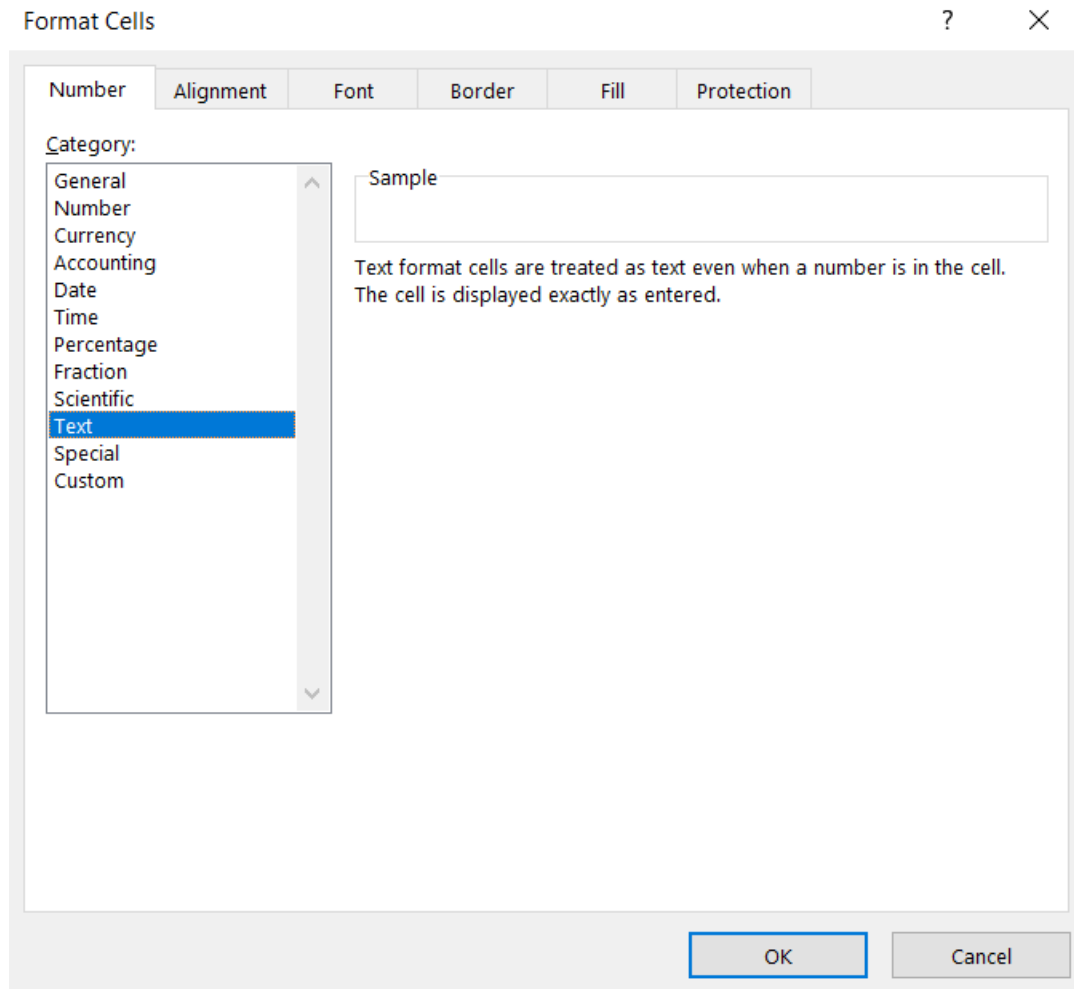 Format Cells ?
Number Alignment Font Border Fill Protection
Category:
General
Number
Currency
Accounting
Date
Time
Percentage
Fraction
Scientific
Text
Special
Custom
Sample
Text format cells are treated as text even when a number is in the cell.
The cell is displayed exactly as entered.
OK Cancel